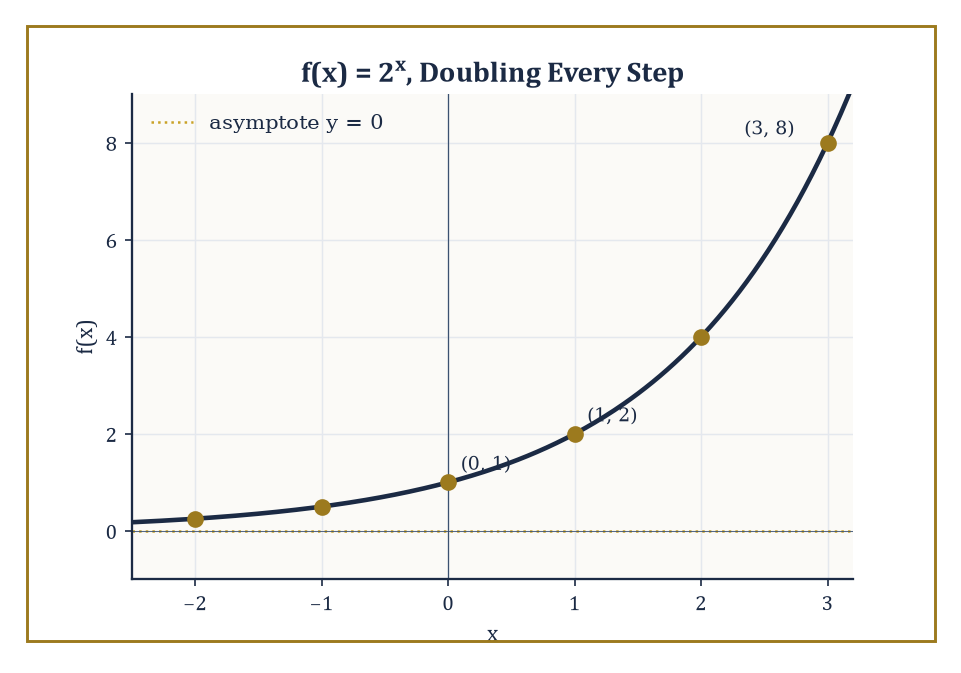 f(x) = 2ˣ, Doubling Every Step
asymptote y = 0
(3, 8)
8
6
f(x)
4
(1, 2)
2
(0, 1)
0
−2 −1 0 1 2 3
x